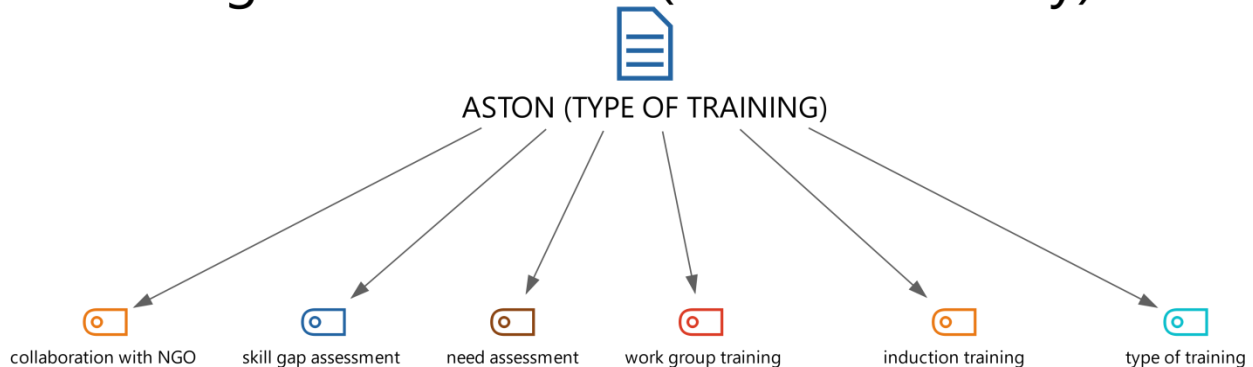 ASTON (TYPE OF TRAINING)
collaboration with NGO
skill gap assessment
need assessment
work group training
induction training
type of training